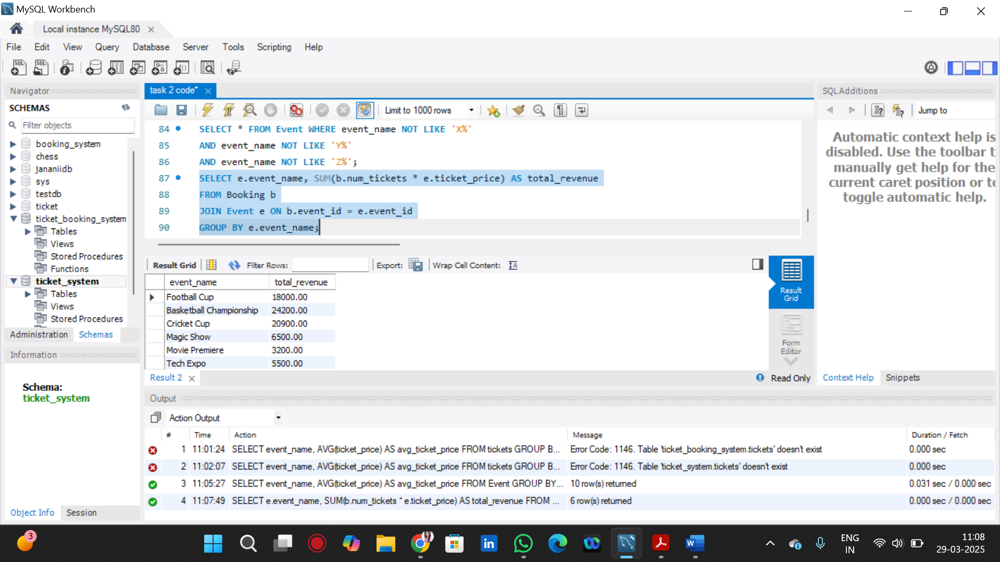 MySQL Workbench
Local instance MySQL80
File Edit View Query Database Server Tools Scripting Help
Navigator
SCHEMAS
Filter objects
booking_system
chess
jananiidb
sys
testdb
ticket
ticket_booking_system
Tables
Views
Stored Procedures
Functions
ticket_system
Tables
Views
Stored Procedures
Administration Schemas
Information
Schema:
ticket_system
Object Info Session
task 2 code*
Limit to 1000 rows
84 SELECT * FROM Event WHERE event_name NOT LIKE 'X%'
85 AND event_name NOT LIKE 'Y%'
86 AND event_name NOT LIKE 'Z%';
87 SELECT e.event_name, SUM(b.num_tickets * e.ticket_price) AS total_revenue
88 FROM Booking b
89 JOIN Event e ON b.event_id = e.event_id
90 GROUP BY e.event_name;
Result Grid Filter Rows: Export: Wrap Cell Content:
event_name total_revenue
Football Cup 18000.00
Basketball Championship 24200.00
Cricket Cup 20900.00
Magic Show 6500.00
Movie Premiere 3200.00
Tech Expo 5500.00
Result Grid
Form Editor
Result 2
Read Only
SQLAdditions
Jump to
Automatic context help is
disabled. Use the toolbar t
manually get help for the
current caret position or to
toggle automatic help.
Context Help Snippets
Output
Action Output
# Time Action Message Duration / Fetch
1 11:01:24 SELECT event_name, AVG(ticket_price) AS avg_ticket_price FROM tickets GROUP B... Error Code: 1146. Table 'ticket_booking_system.tickets' doesn't exist 0.000 sec
2 11:02:07 SELECT event_name, AVG(ticket_price) AS avg_ticket_price FROM tickets GROUP B... Error Code: 1146. Table 'ticket_system.tickets' doesn't exist 0.000 sec
3 11:05:27 SELECT event_name, AVG(ticket_price) AS avg_ticket_price FROM Event GROUP BY... 10 row(s) returned 0.031 sec / 0.000 sec
4 11:07:49 SELECT e.event_name, SUM(b.num_tickets * e.ticket_price) AS total_revenue FROM ... 6 row(s) returned 0.000 sec / 0.000 sec
3
ENG
IN
11:08
29-03-2025